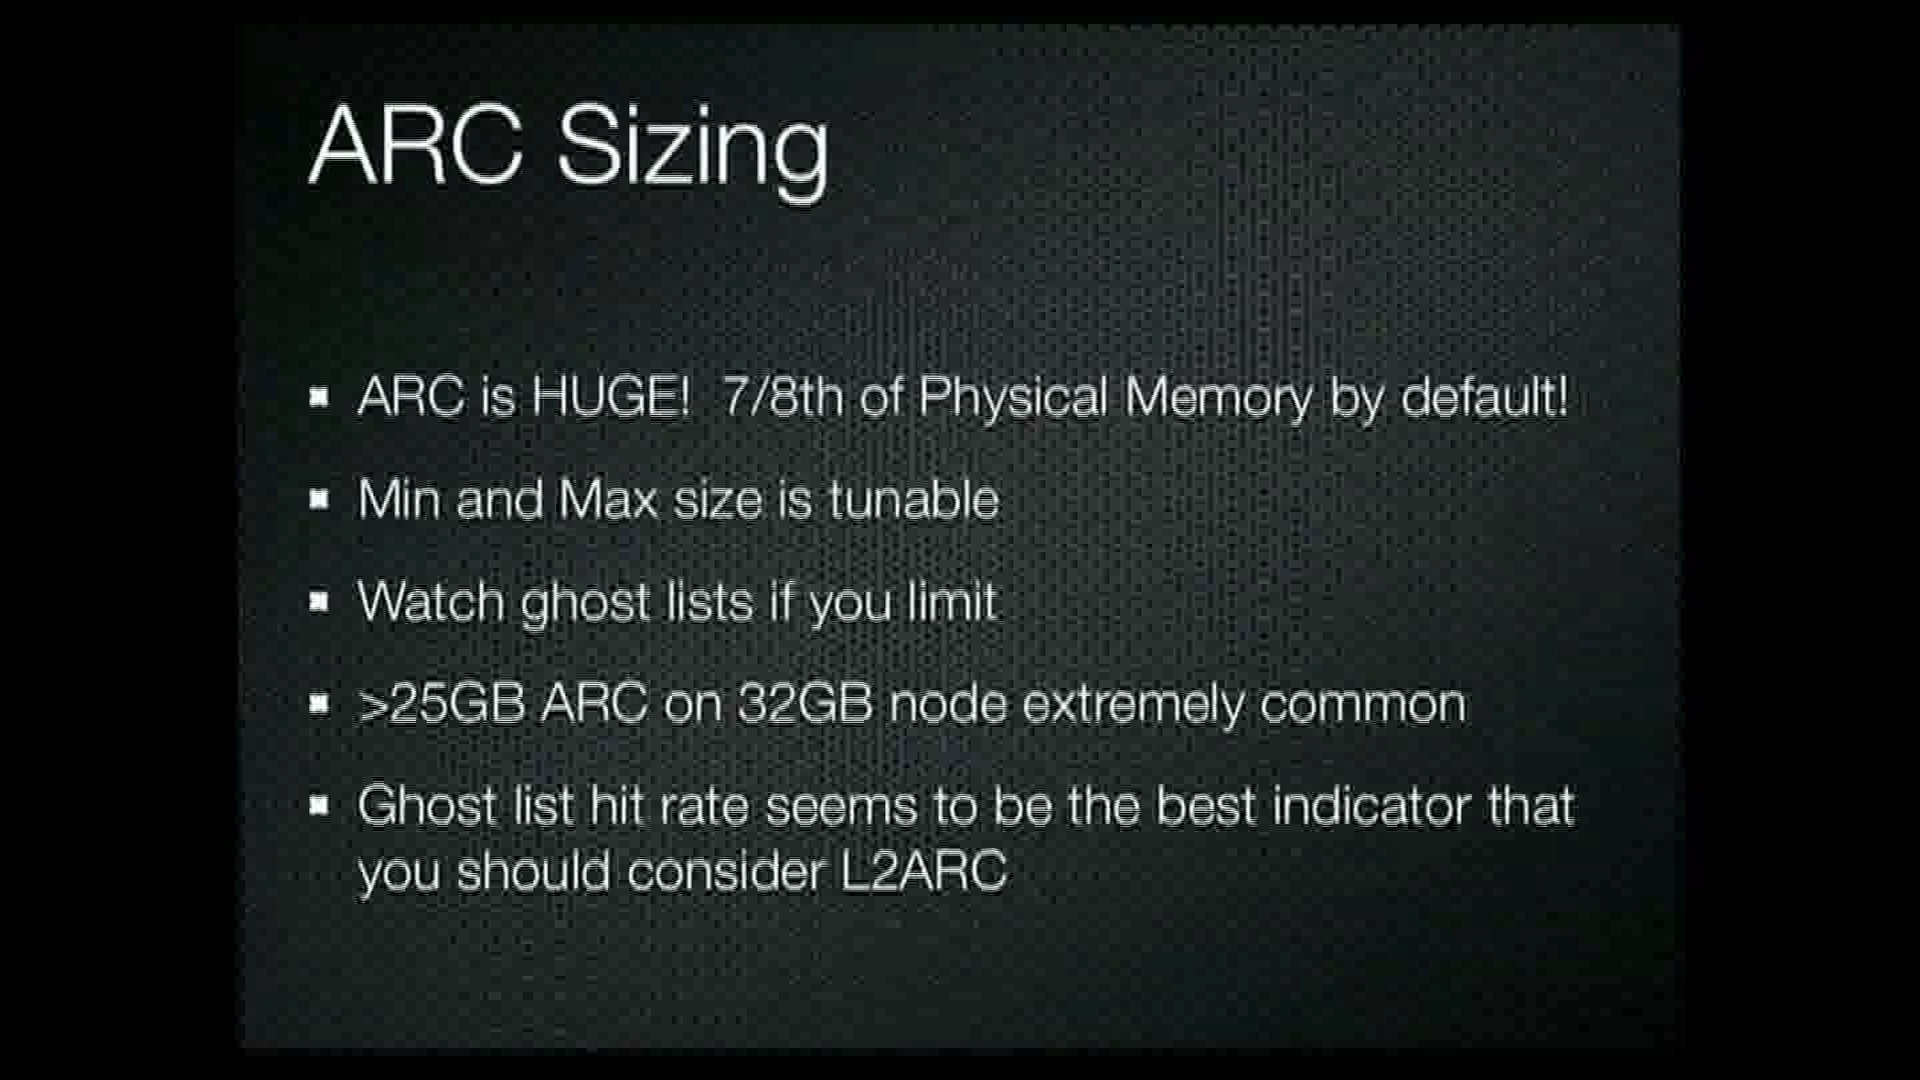 ARC Sizing
ARC is HUGE!  7/8th of Physical Memory by default!
Min and Max size is tunable
Watch ghost lists if you limit
>25GB ARC on 32GB node extremely common
Ghost list hit rate seems to be the best indicator that
you should consider L2ARC